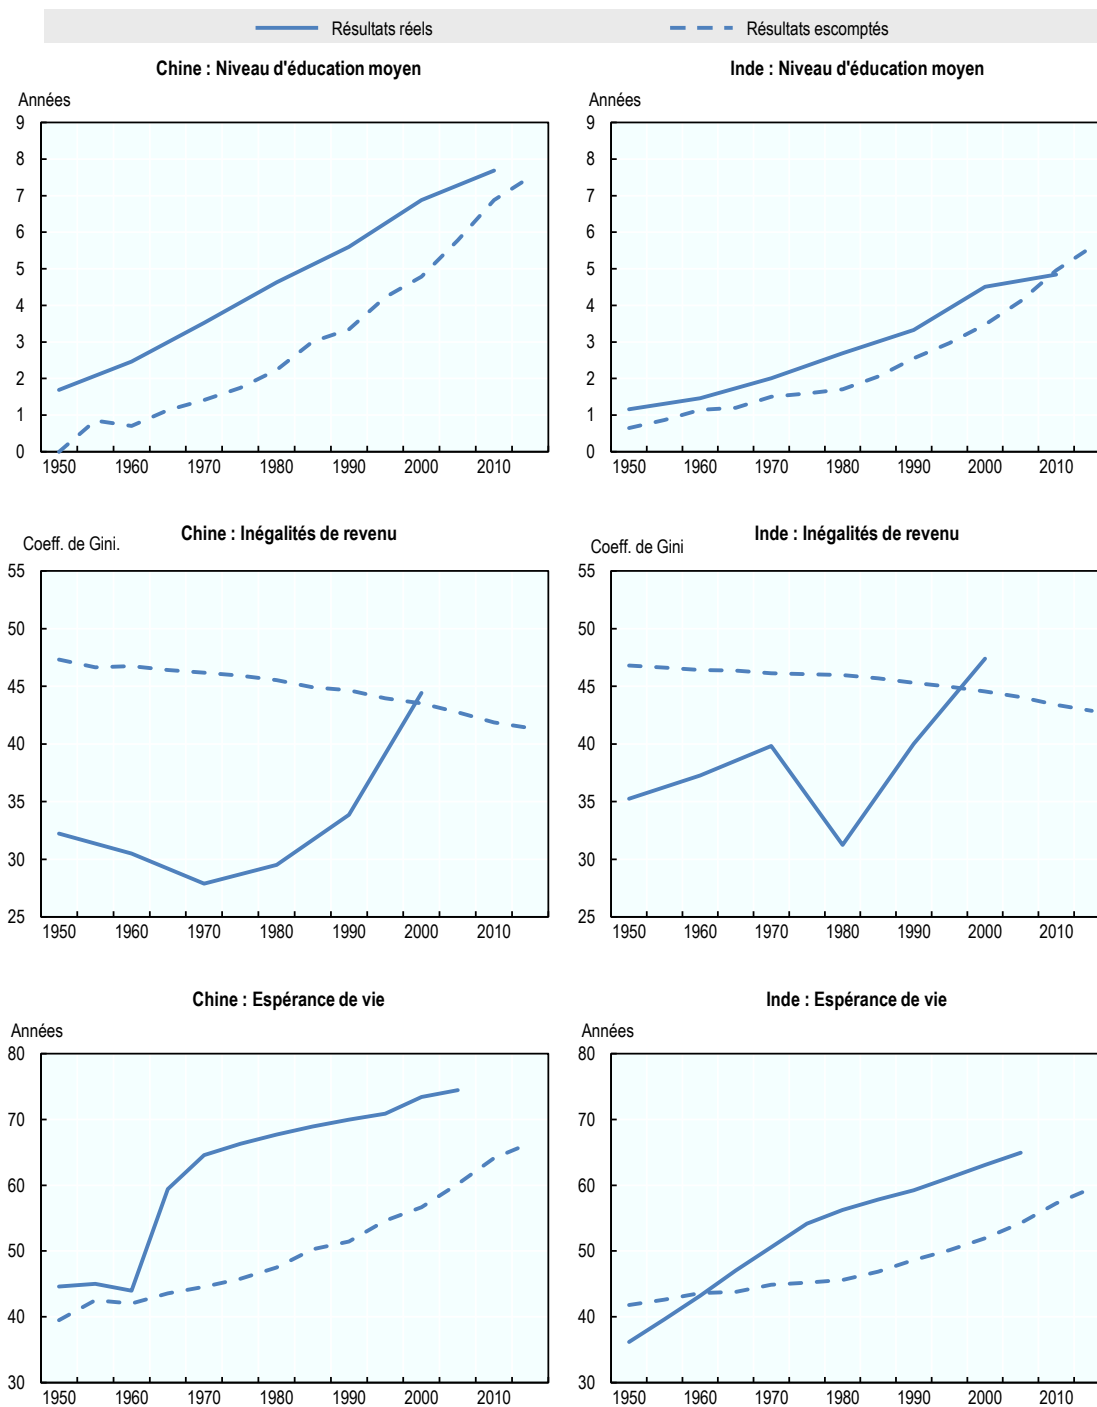 Résultats réels
Résultats escomptés
Chine : Niveau d'éducation moyen
Années
9
8
7
6
5
4
3
2
1
0
1950 1960 1970 1980 1990 2000 2010
Inde : Niveau d'éducation moyen
Années
9
8
7
6
5
4
3
2
1
0
1950 1960 1970 1980 1990 2000 2010
Chine : Inégalités de revenu
Coeff. de Gini.
55
50
45
40
35
30
25
1950 1960 1970 1980 1990 2000 2010
Inde : Inégalités de revenu
Coeff. de Gini
55
50
45
40
35
30
25
1950 1960 1970 1980 1990 2000 2010
Chine : Espérance de vie
Années
80
70
60
50
40
30
1950 1960 1970 1980 1990 2000 2010
Inde : Espérance de vie
Années
80
70
60
50
40
30
1950 1960 1970 1980 1990 2000 2010